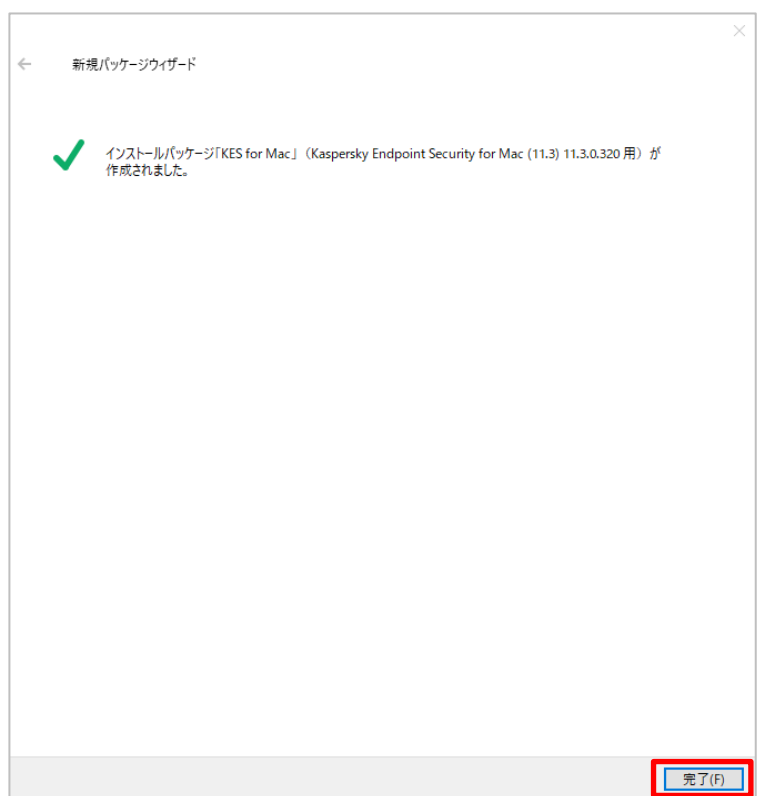 新規パッケージウィザード
インストールパッケージ「KES for Mac」（Kaspersky Endpoint Security for Mac (11.3) 11.3.0.320 用）が
作成されました。
完了(F)